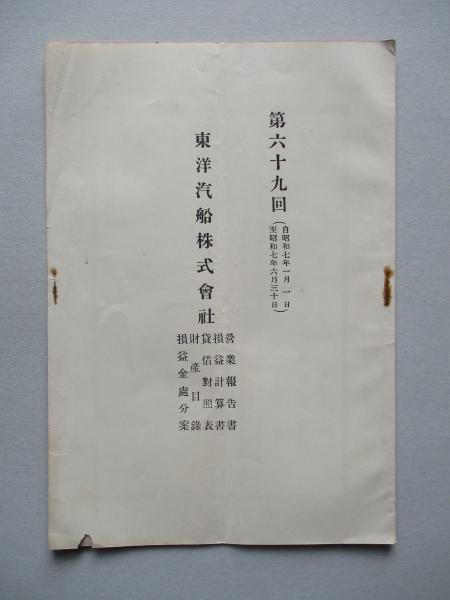 第六十九回
(自昭和七年一月一日
至昭和七年六月三十日)
東洋汽船株式會社
營業報告書
損益計算書
貸借對照表
財產目錄
損益金處分案